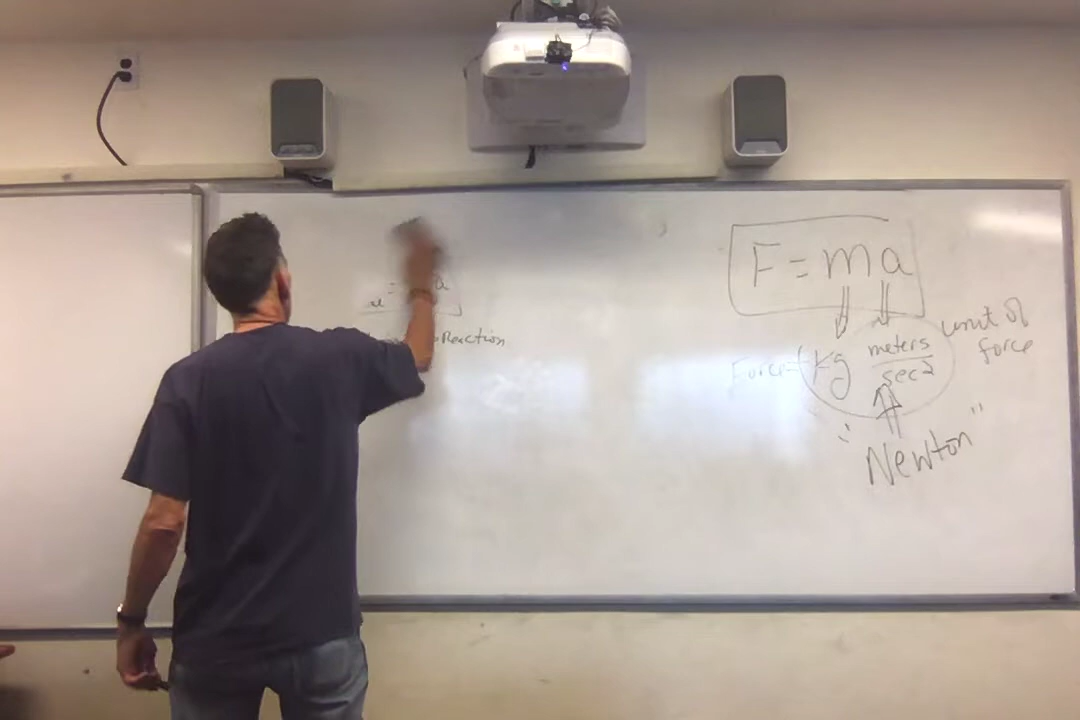 a
Reaction
F = ma
unit of
force
Force = kg meters
sec2
"Newton"